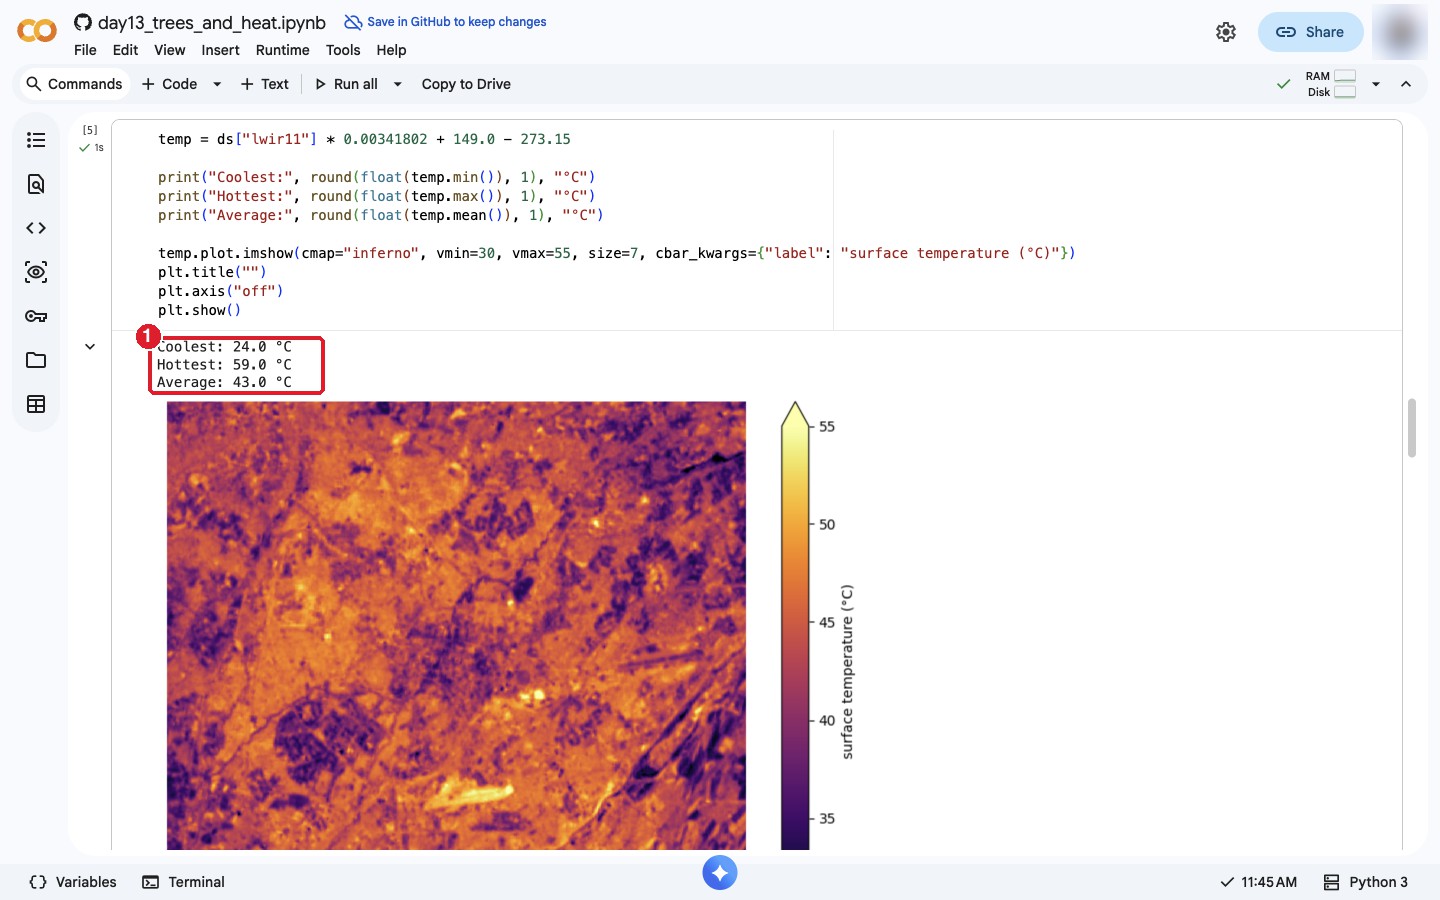 day13_trees_and_heat.ipynb
Save in GitHub to keep changes
File Edit View Insert Runtime Tools Help
Share
Commands + Code + Text Run all Copy to Drive
RAM
Disk
[5]
1s
temp = ds["lwir11"] * 0.00341802 + 149.0 - 273.15
print("Coolest:", round(float(temp.min()), 1), "°C")
print("Hottest:", round(float(temp.max()), 1), "°C")
print("Average:", round(float(temp.mean()), 1), "°C")
temp.plot.imshow(cmap="inferno", vmin=30, vmax=55, size=7, cbar_kwargs={"label": "surface temperature (°C)"})
plt.title("")
plt.axis("off")
plt.show()
1
Coolest: 24.0 °C
Hottest: 59.0 °C
Average: 43.0 °C
55
50
45
40
35
surface temperature (°C)
Variables Terminal
11:45 AM Python 3